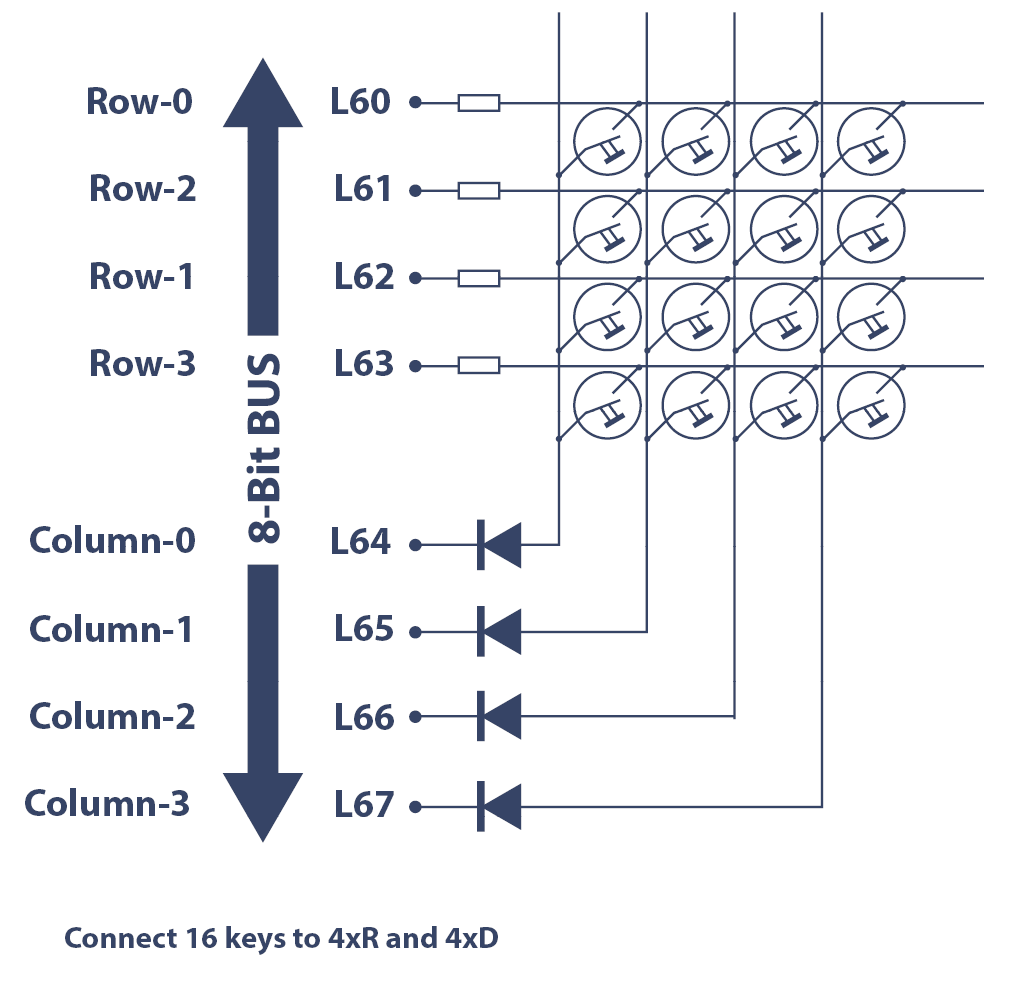 Row-0 L60
Row-2 L61
Row-1 L62
Row-3 L63
8-Bit BUS
Column-0 L64
Column-1 L65
Column-2 L66
Column-3 L67
Connect 16 keys to 4xR and 4xD